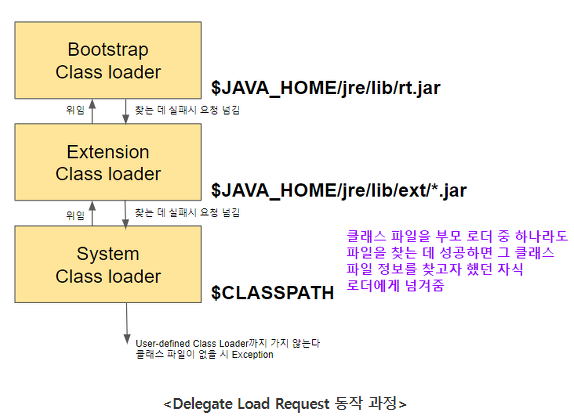 Bootstrap
Class loader
$JAVA_HOME/jre/lib/rt.jar
위임
찾는 데 실패시 요청 넘김
Extension
Class loader
$JAVA_HOME/jre/lib/ext/*.jar
위임
찾는 데 실패시 요청 넘김
System
Class loader
$CLASSPATH
클래스 파일을 부모 로더 중 하나라도
파일을 찾는 데 성공하면 그 클래스
파일 정보를 찾고자 했던 자식
로더에게 넘겨줌
User-defined Class Loader까지 가지 않는다
클래스 파일이 없을 시 Exception
<Delegate Load Request 동작 과정>